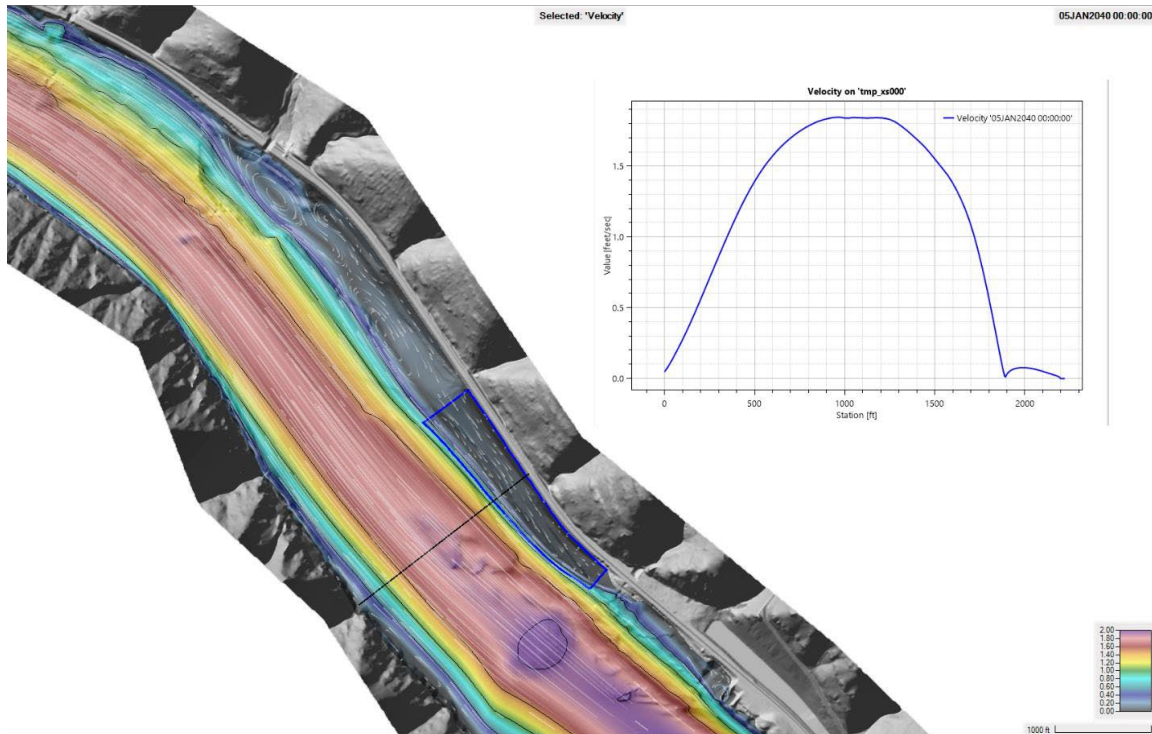 Selected: 'Velocity'
05JAN2040 00:00:00
Velocity on 'tmp_xs000'
Velocity '05JAN2040 00:00:00'
Value [feet/sec]
1.5
1.0
0.5
0.0
0
500
1000
1500
2000
Station [ft]
2.00
1.80
1.60
1.40
1.20
1.00
0.80
0.60
0.40
0.20
0.00
1000 ft